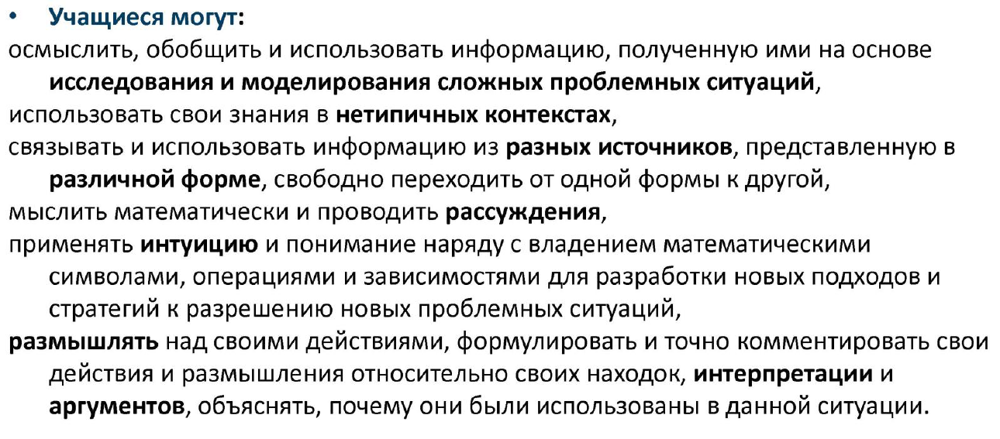 • Учащиеся могут:
осмыслить, обобщить и использовать информацию, полученную ими на основе
исследования и моделирования сложных проблемных ситуаций,
использовать свои знания в нетипичных контекстах,
связывать и использовать информацию из разных источников, представленную в
различной форме, свободно переходить от одной формы к другой,
мыслить математически и проводить рассуждения,
применять интуицию и понимание наряду с владением математическими
символами, операциями и зависимостями для разработки новых подходов и
стратегий к разрешению новых проблемных ситуаций,
размышлять над своими действиями, формулировать и точно комментировать свои
действия и размышления относительно своих находок, интерпретации и
аргументов, объяснять, почему они были использованы в данной ситуации.